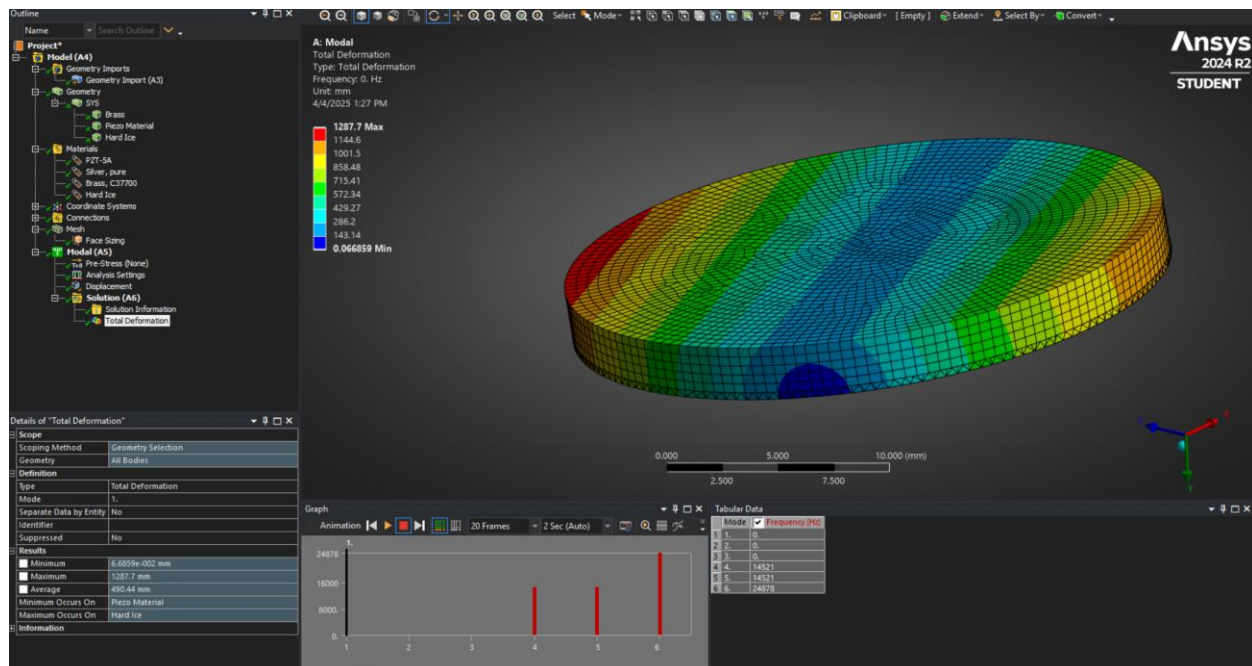 Outline
Select Mode Clipboard [ Empty ] Extend Select By Convert
Name Search Outline
Project*
Model (A4)
Geometry Imports
Geometry Import (A3)
Geometry
SYS
Brass
Piezo Material
Hard Ice
Materials
PZT-5A
Silver, pure
Brass, C37700
Hard Ice
Coordinate Systems
Connections
Mesh
Face Sizing
Modal (A5)
Pre-Stress (None)
Analysis Settings
Displacement
Solution (A6)
Solution Information
Total Deformation
A: Modal
Total Deformation
Type: Total Deformation
Frequency: 0. Hz
Unit: mm
4/4/2025 1:27 PM
1287.7 Max
1144.6
1001.5
858.48
715.41
572.34
429.27
286.2
143.14
0.066859 Min
Ansys
2024 R2
STUDENT
0.000 5.000 10.000 (mm)
2.500 7.500
X
Y
Z
Details of "Total Deformation"
Scope
Scoping Method Geometry Selection
Geometry All Bodies
Definition
Type Total Deformation
Mode 1.
Separate Data by Entity No
Identifier
Suppressed No
Results
Minimum 6.6859e-002 mm
Maximum 1287.7 mm
Average 490.44 mm
Minimum Occurs On Piezo Material
Maximum Occurs On Hard Ice
Information
Graph
Animation 20 Frames 2 Sec (Auto)
1.
24878
16000
8000.
0.
1 2 3 4 5 6
Tabular Data
Mode Frequency [Hz]
1 1. 0.
2 2. 0.
3 3. 0.
4 4. 14521
5 5. 14521
6 6. 24878